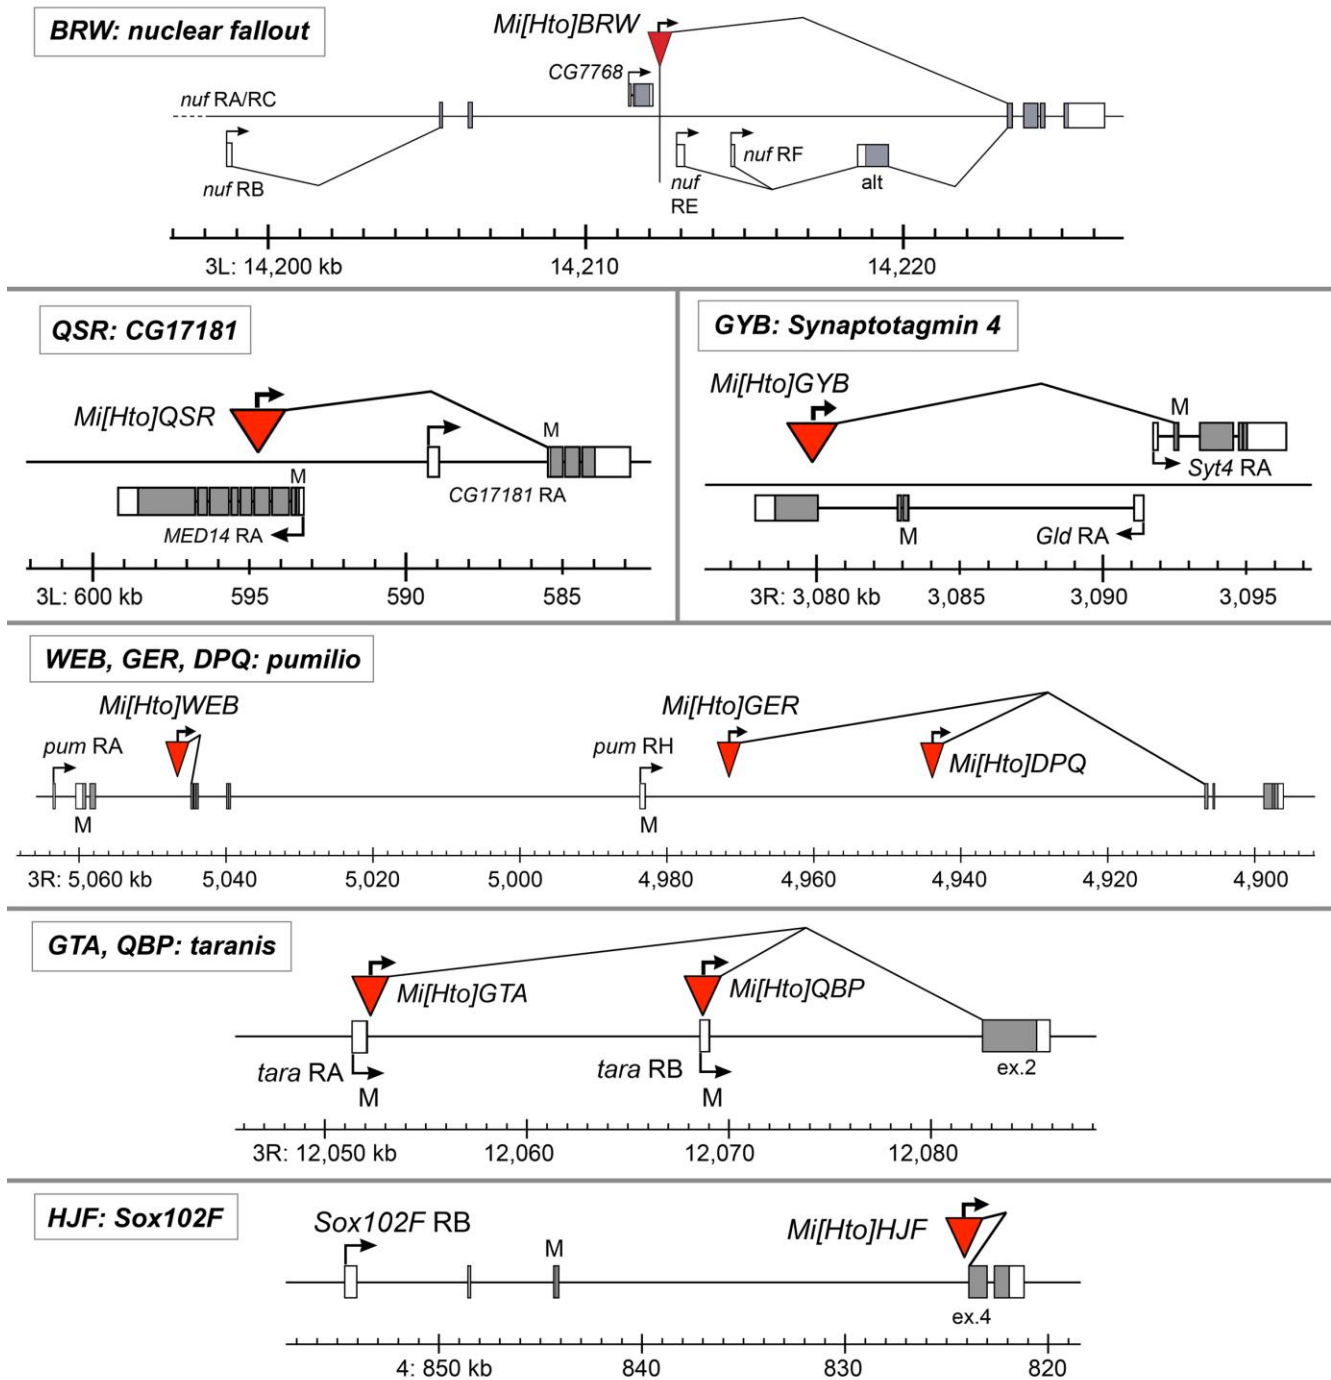 BRW: nuclear fallout
Mi[Hto]BRW
CG7768
nuf RA/RC
nuf RB
nuf RE
nuf RF
alt
3L: 14,200 kb 14,210 14,220
QSR: CG17181
Mi[Hto]QSR
M
CG17181 RA
M
MED14 RA
3L: 600 kb 595 590 585
GYB: Synaptotagmin 4
Mi[Hto]GYB
M
Syt4 RA
M
Gld RA
3R: 3,080 kb 3,085 3,090 3,095
WEB, GER, DPQ: pumilio
Mi[Hto]WEB
Mi[Hto]GER
pum RA
pum RH
Mi[Hto]DPQ
M
M
3R: 5,060 kb 5,040 5,020 5,000 4,980 4,960 4,940 4,920 4,900
GTA, QBP: taranis
Mi[Hto]GTA
Mi[Hto]QBP
tara RA
M
tara RB
M
ex.2
3R: 12,050 kb 12,060 12,070 12,080
HJF: Sox102F
Sox102F RB
M
Mi[Hto]HJF
ex.4
4: 850 kb 840 830 820